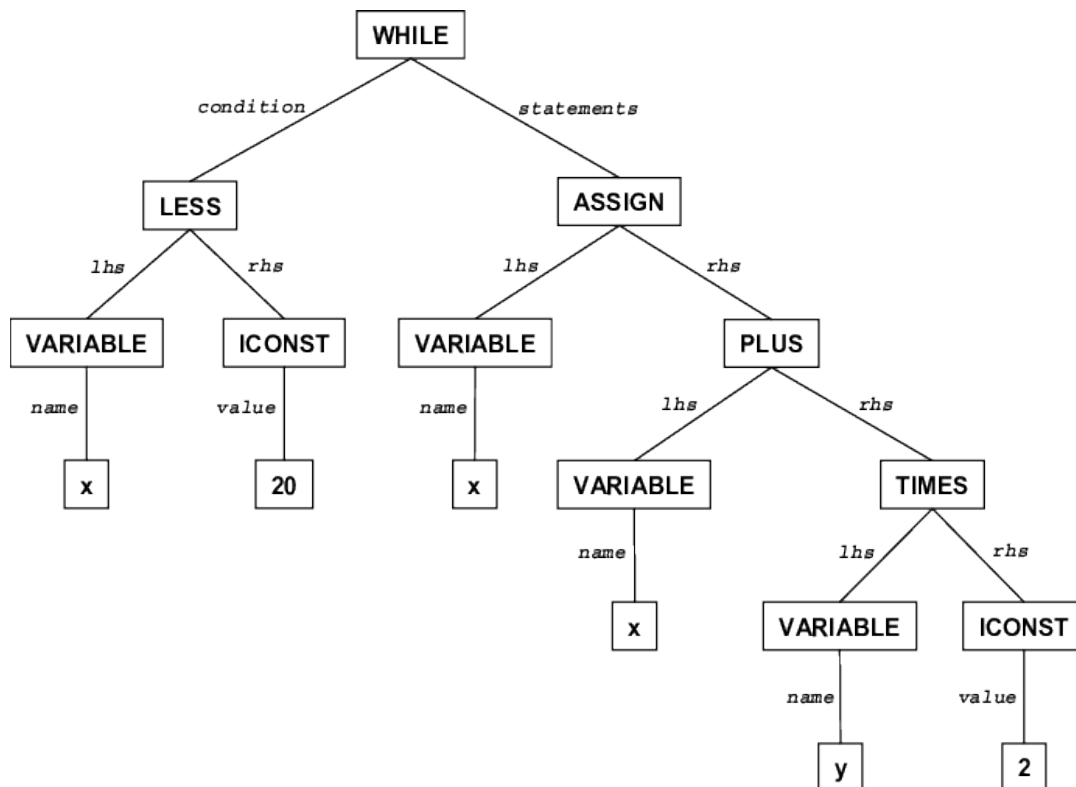 WHILE
condition statements
LESS ASSIGN
lhs rhs lhs rhs
VARIABLE ICONST VARIABLE PLUS
name value name lhs rhs
x 20 x VARIABLE TIMES
name lhs rhs
x VARIABLE ICONST
name value
y 2